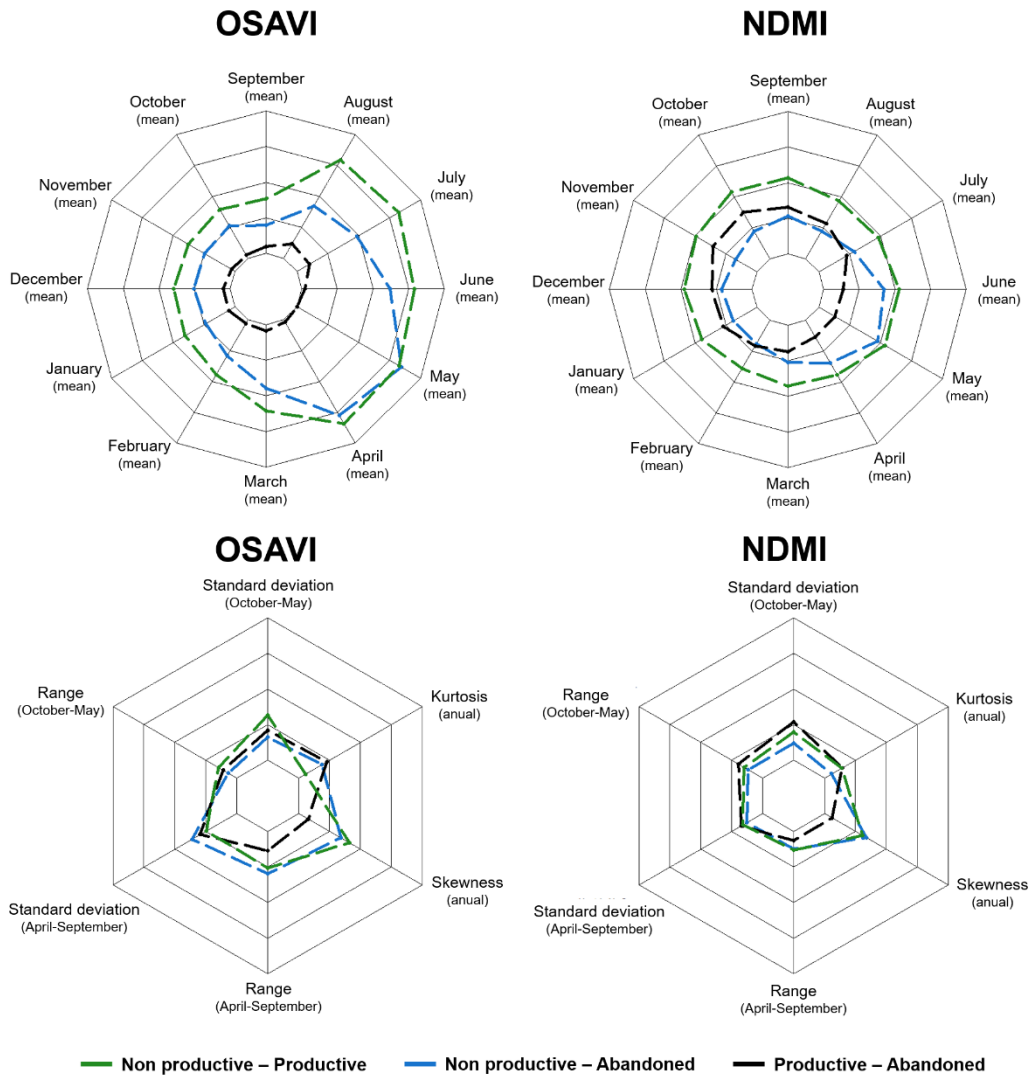 OSAVI
NDMI
September
(mean)
August
(mean)
July
(mean)
June
(mean)
May
(mean)
April
(mean)
March
(mean)
February
(mean)
January
(mean)
December
(mean)
November
(mean)
October
(mean)
September
(mean)
August
(mean)
July
(mean)
June
(mean)
May
(mean)
April
(mean)
March
(mean)
February
(mean)
January
(mean)
December
(mean)
November
(mean)
October
(mean)
OSAVI
NDMI
Standard deviation
(October-May)
Kurtosis
(anual)
Skewness
(anual)
Range
(April-September)
Standard deviation
(April-September)
Range
(October-May)
Standard deviation
(October-May)
Kurtosis
(anual)
Skewness
(anual)
Range
(April-September)
Standard deviation
(April-September)
Range
(October-May)
Non productive – Productive
Non productive – Abandoned
Productive – Abandoned